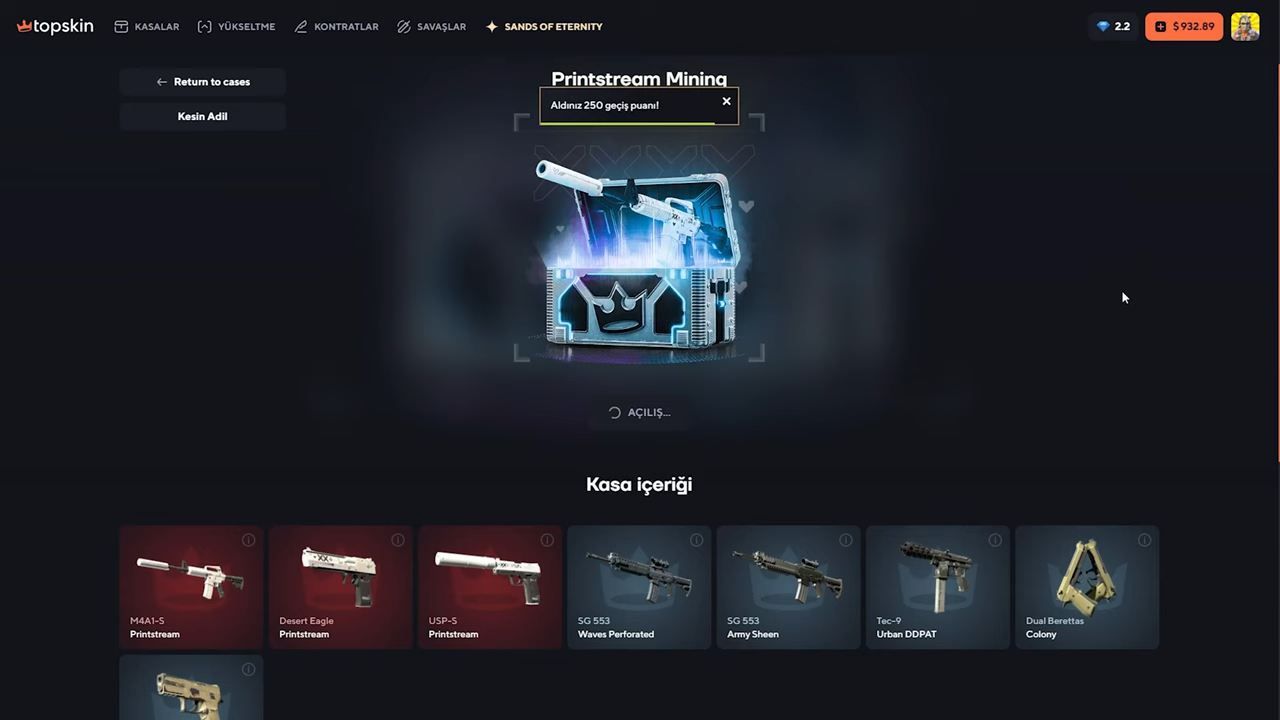 topskin
KASALAR
YÜKSELTME
KONTRATLAR
SAVAŞLAR
SANDS OF ETERNITY
2.2
$ 932.89
Return to cases
Kesin Adil
Printstream Mining
Aldınız 250 geçiş puanı!
AÇILIŞ...
Kasa içeriği
M4A1-S
Printstream
Desert Eagle
Printstream
USP-S
Printstream
SG 553
Waves Perforated
SG 553
Army Sheen
Tec-9
Urban DDPAT
Dual Berettas
Colony